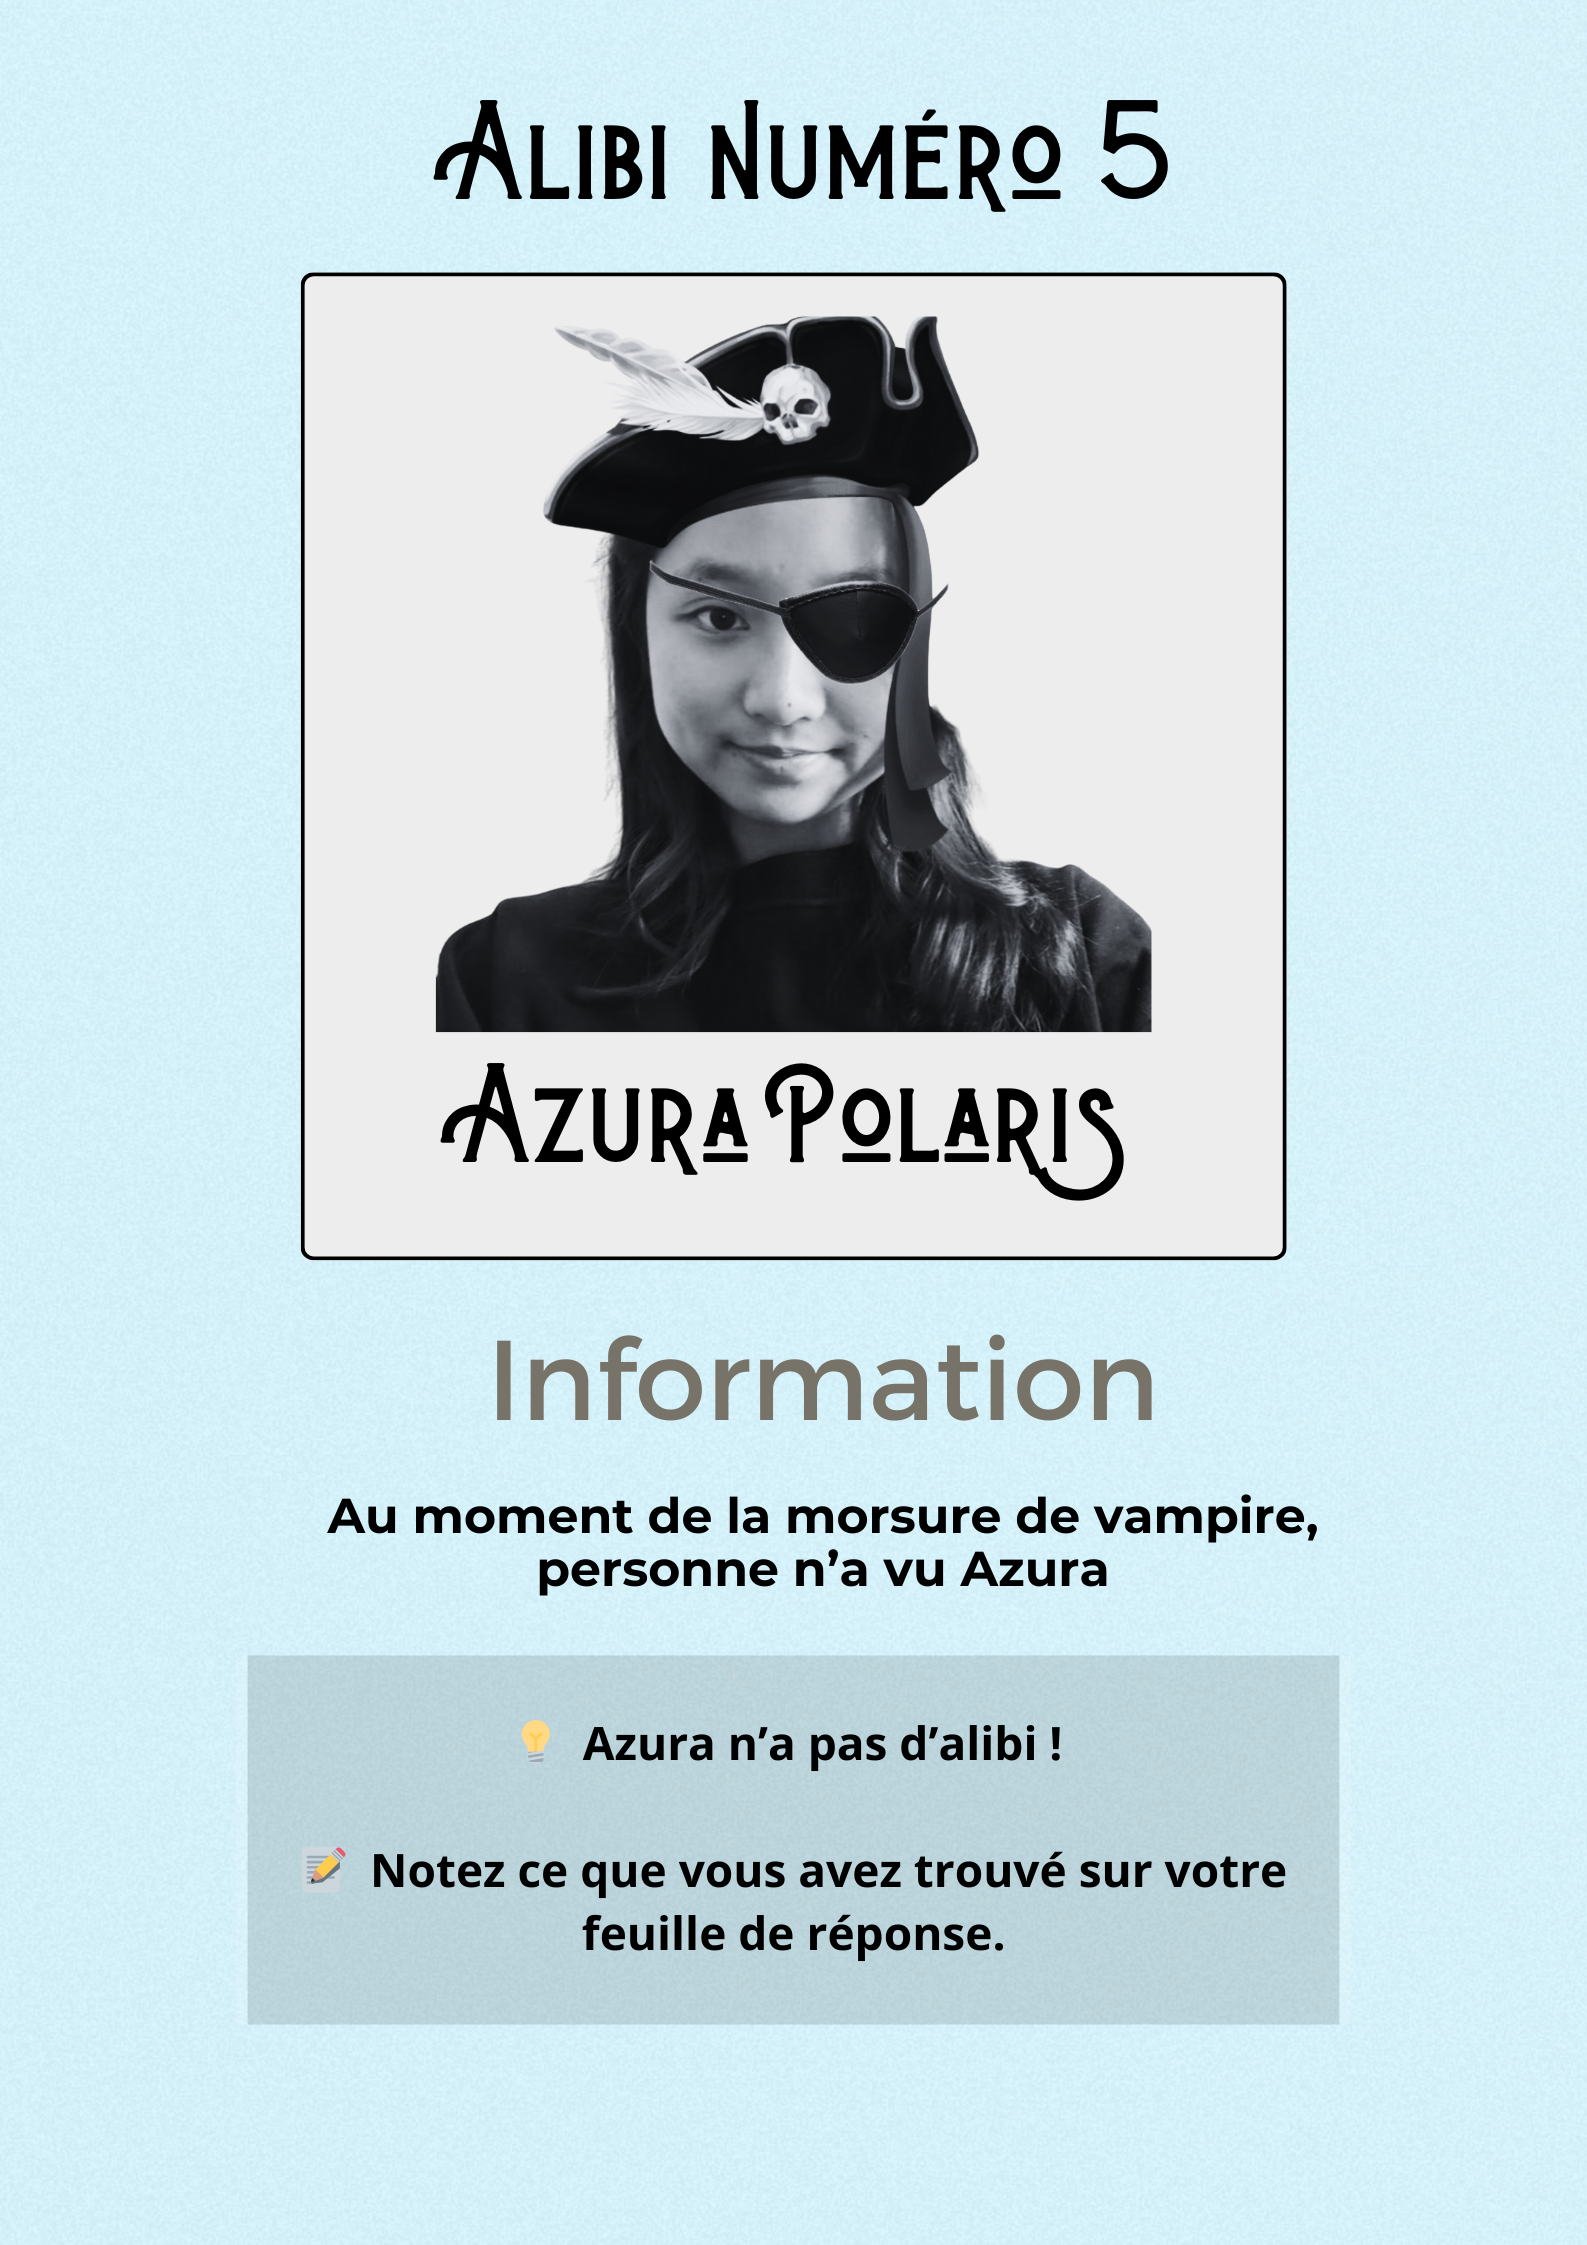 Alibi Numéro 5
Azura Polaris
Information
Au moment de la morsure de vampire,
personne n’a vu Azura
💡 Azura n’a pas d’alibi !
📝 Notez ce que vous avez trouvé sur votre
feuille de réponse.